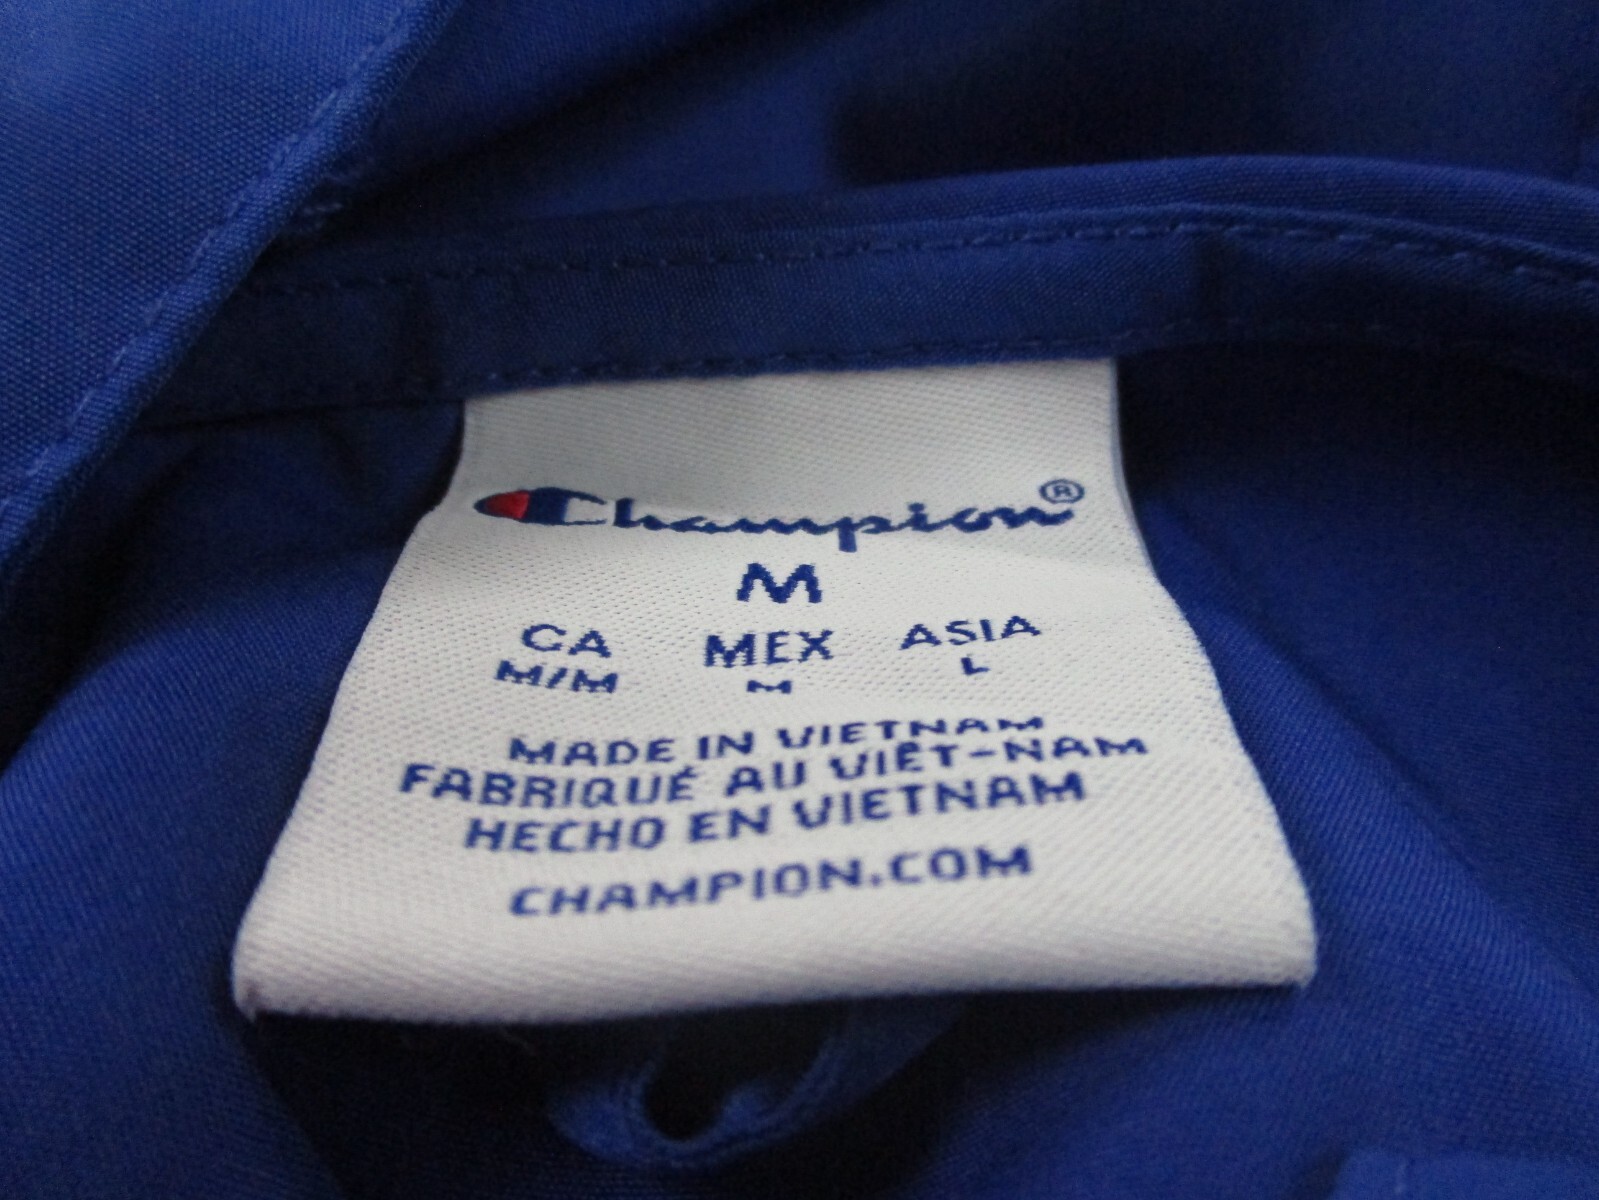 Champion®
M
CA MEX ASIA
M/M M L
MADE IN VIETNAM
FABRIQUÉ AU VIÊT-NAM
HECHO EN VIETNAM
CHAMPION.COM